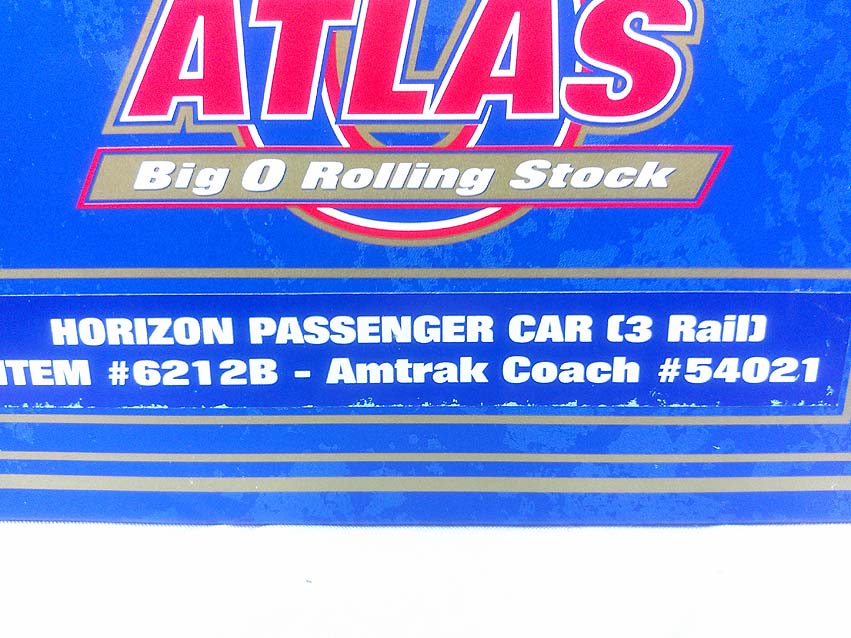 ATLAS
Big O Rolling Stock
HORIZON PASSENGER CAR (3 Rail)
ITEM #6212B - Amtrak Coach #54021